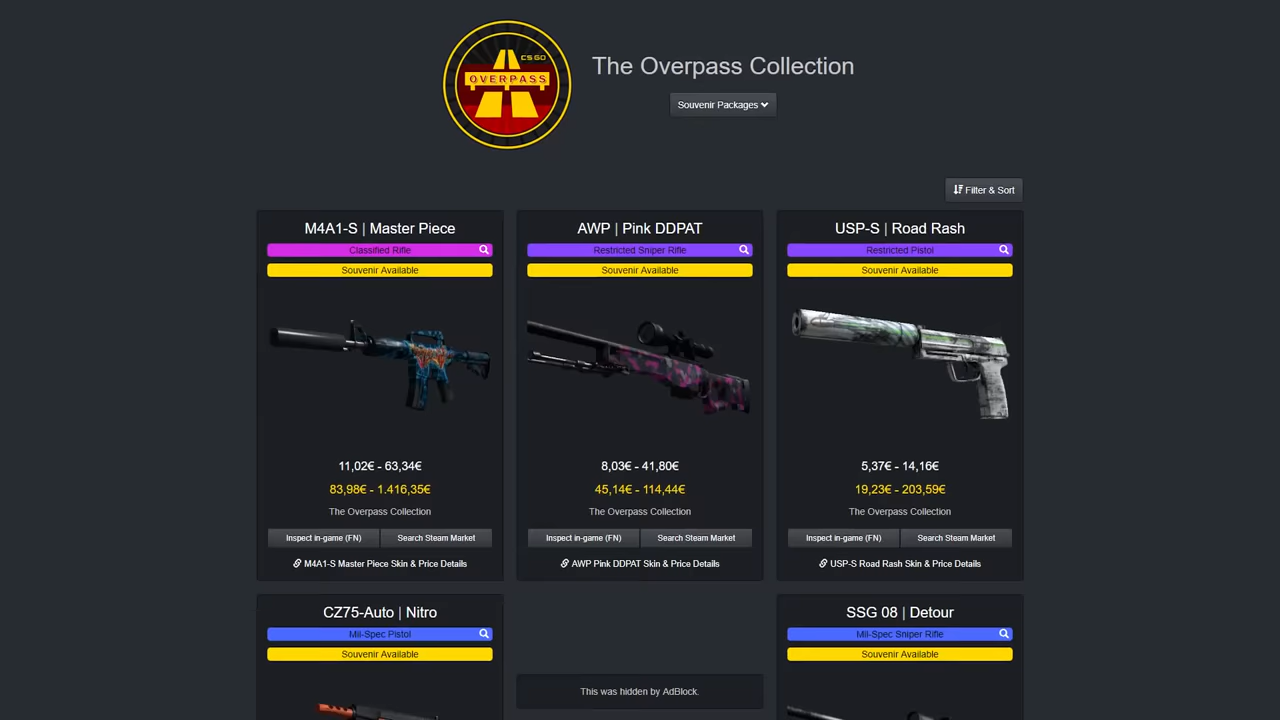 CS GO
OVERPASS
The Overpass Collection
Souvenir Packages
Filter & Sort
M4A1-S | Master Piece
Classified Rifle
Souvenir Available
11,02€ - 63,34€
83,98€ - 1.416,35€
The Overpass Collection
Inspect in-game (FN)
Search Steam Market
M4A1-S Master Piece Skin & Price Details
AWP | Pink DDPAT
Restricted Sniper Rifle
Souvenir Available
8,03€ - 41,80€
45,14€ - 114,44€
The Overpass Collection
Inspect in-game (FN)
Search Steam Market
AWP Pink DDPAT Skin & Price Details
USP-S | Road Rash
Restricted Pistol
Souvenir Available
5,37€ - 14,16€
19,23€ - 203,59€
The Overpass Collection
Inspect in-game (FN)
Search Steam Market
USP-S Road Rash Skin & Price Details
CZ75-Auto | Nitro
Mil-Spec Pistol
Souvenir Available
This was hidden by AdBlock.
SSG 08 | Detour
Mil-Spec Sniper Rifle
Souvenir Available